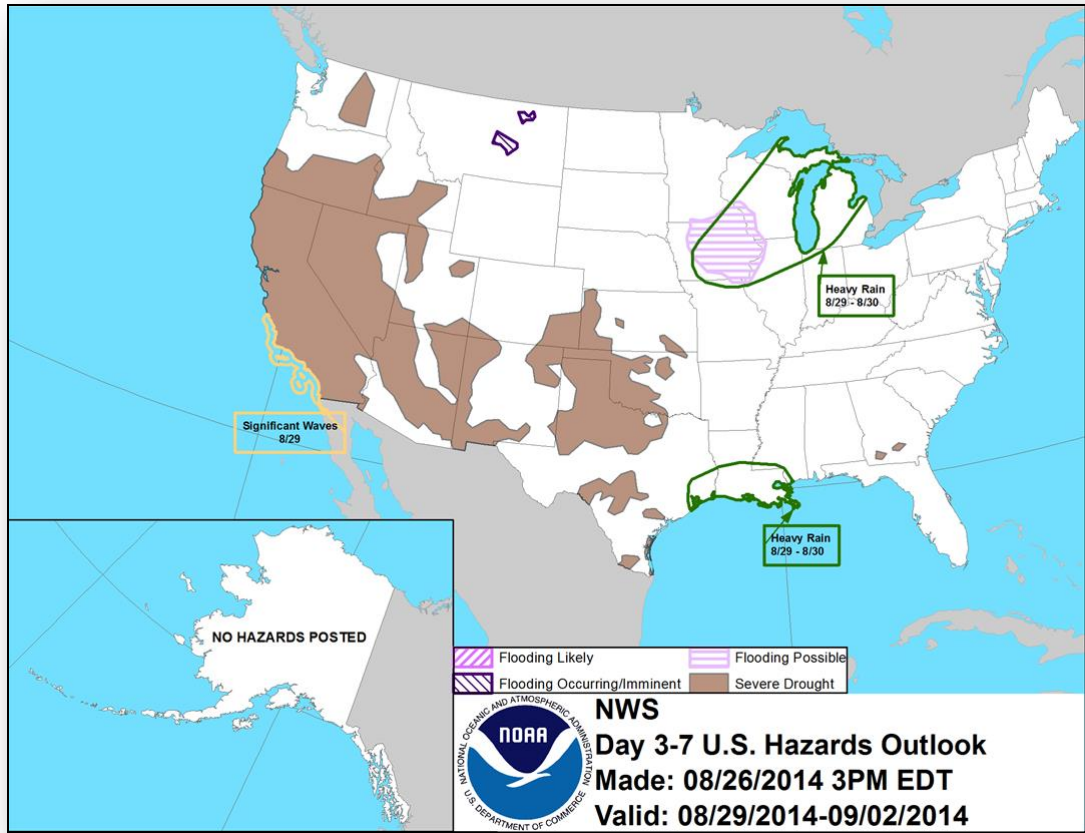 Heavy Rain
8/29 - 8/30
Significant Waves
8/29
Heavy Rain
8/29 - 8/30
NO HAZARDS POSTED
Flooding Likely
Flooding Possible
Flooding Occurring/Imminent
Severe Drought
NATIONAL OCEANIC AND ATMOSPHERIC ADMINISTRATION
NOAA
U.S. DEPARTMENT OF COMMERCE
NWS
Day 3-7 U.S. Hazards Outlook
Made: 08/26/2014 3PM EDT
Valid: 08/29/2014-09/02/2014